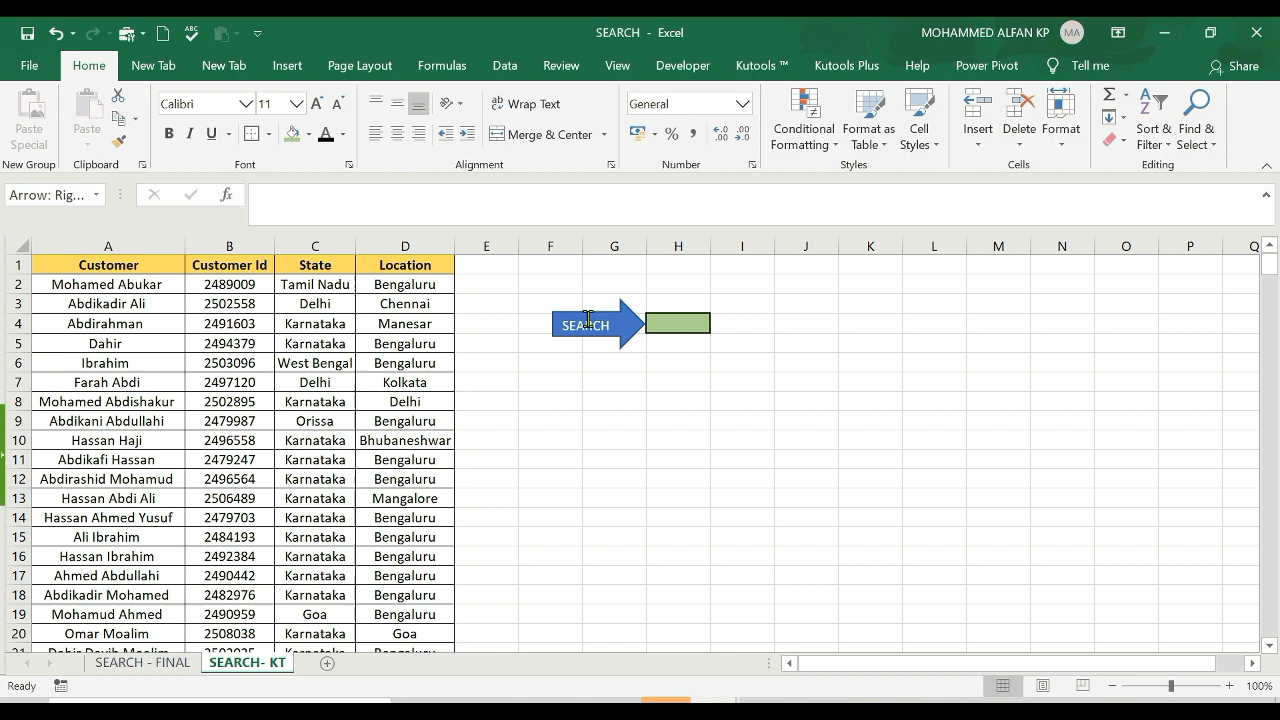 SEARCH - Excel
MOHAMMED ALFAN KP MA
File Home New Tab New Tab Insert Page Layout Formulas Data Review View Developer Kutools ™ Kutools Plus Help Power Pivot Tell me Share
Paste Special
New Group
Paste
Clipboard
Calibri 11
B I U
Font
Wrap Text
Merge & Center
Alignment
General
Number
Conditional Formatting
Format as Table
Cell Styles
Styles
Insert Delete Format
Cells
Sort & Filter
Find & Select
Editing
Arrow: Rig... fx
A B C D E F G H I J K L M N O P Q
1 Customer Customer Id State Location
2 Mohamed Abukar 2489009 Tamil Nadu Bengaluru
3 Abdikadir Ali 2502558 Delhi Chennai
4 Abdirahman 2491603 Karnataka Manesar
SEARCH
5 Dahir 2494379 Karnataka Bengaluru
6 Ibrahim 2503096 West Bengal Bengaluru
7 Farah Abdi 2497120 Delhi Kolkata
8 Mohamed Abdishakur 2502895 Karnataka Delhi
9 Abdikani Abdullahi 2479987 Orissa Bengaluru
10 Hassan Haji 2496558 Karnataka Bhubaneshwar
11 Abdikafi Hassan 2479247 Karnataka Bengaluru
12 Abdirashid Mohamud 2496564 Karnataka Bengaluru
13 Hassan Abdi Ali 2506489 Karnataka Mangalore
14 Hassan Ahmed Yusuf 2479703 Karnataka Bengaluru
15 Ali Ibrahim 2484193 Karnataka Bengaluru
16 Hassan Ibrahim 2492384 Karnataka Bengaluru
17 Ahmed Abdullahi 2490442 Karnataka Bengaluru
18 Abdikadir Mohamed 2482976 Karnataka Bengaluru
19 Mohamud Ahmed 2490959 Goa Bengaluru
20 Omar Moalim 2508038 Karnataka Goa
SEARCH - FINAL SEARCH- KT
Ready 100%